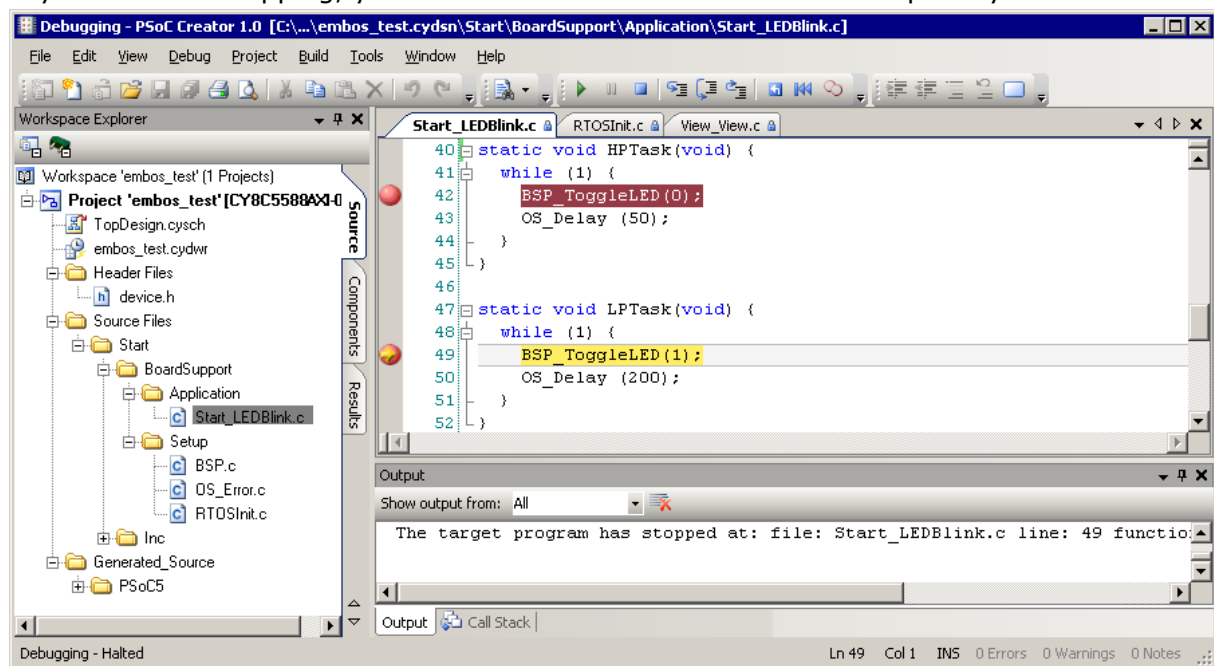 Debugging - PSoC Creator 1.0 [C:\...\embos_test.cydsn\Start\BoardSupport\Application\Start_LEDBlink.c]
File Edit View Debug Project Build Tools Window Help
Workspace Explorer
Workspace 'embos_test' (1 Projects)
Project 'embos_test' [CY8C5588AXI-0
TopDesign.cysch
embos_test.cydwr
Header Files
device.h
Source Files
Start
BoardSupport
Application
Start_LEDBlink.c
Setup
BSP.c
OS_Error.c
RTOSInit.c
Inc
Generated_Source
PSoC5
Source
Components
Results
Start_LEDBlink.c RTOSInit.c View_View.c
40 static void HPTask(void) {
41 while (1) {
42 BSP_ToggleLED(0);
43 OS_Delay (50);
44 }
45 }
46
47 static void LPTask(void) {
48 while (1) {
49 BSP_ToggleLED(1);
50 OS_Delay (200);
51 }
52 }
Output
Show output from: All
The target program has stopped at: file: Start_LEDBlink.c line: 49 functio
Output Call Stack
Debugging - Halted Ln 49 Col 1 INS 0 Errors 0 Warnings 0 Notes